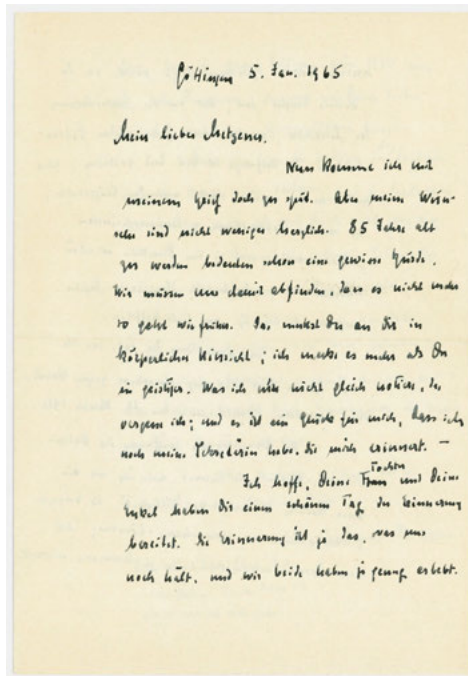 Göttingen 5. Jan. 1965
Mein lieber Metzener.
Nun komme ich mit
meinem Brief doch zu spät. Aber meine Wün-
sche sind nicht weniger herzlich. 85 Jahre alt
zu werden bedeutet schon eine gewisse Hürde.
Wir müssen uns damit abfinden, dass es nicht mehr
so geht wie früher. Das merkst Du an Dir in
körperlicher Hinsicht; ich merke es mehr als Du
in geistiger. Was ich nicht gleich notiere, das
vergesse ich; und es ist ein Glück für mich, dass ich
noch meine Sekretärin habe, die mich erinnert. —
Ich hoffe, Deine Tochter und Deine
Enkel haben Dir einen schönen Tag der Erinnerung
bereitet. Die Erinnerung ist ja das, was uns
noch hält, und wir beide haben ja genug erlebt.